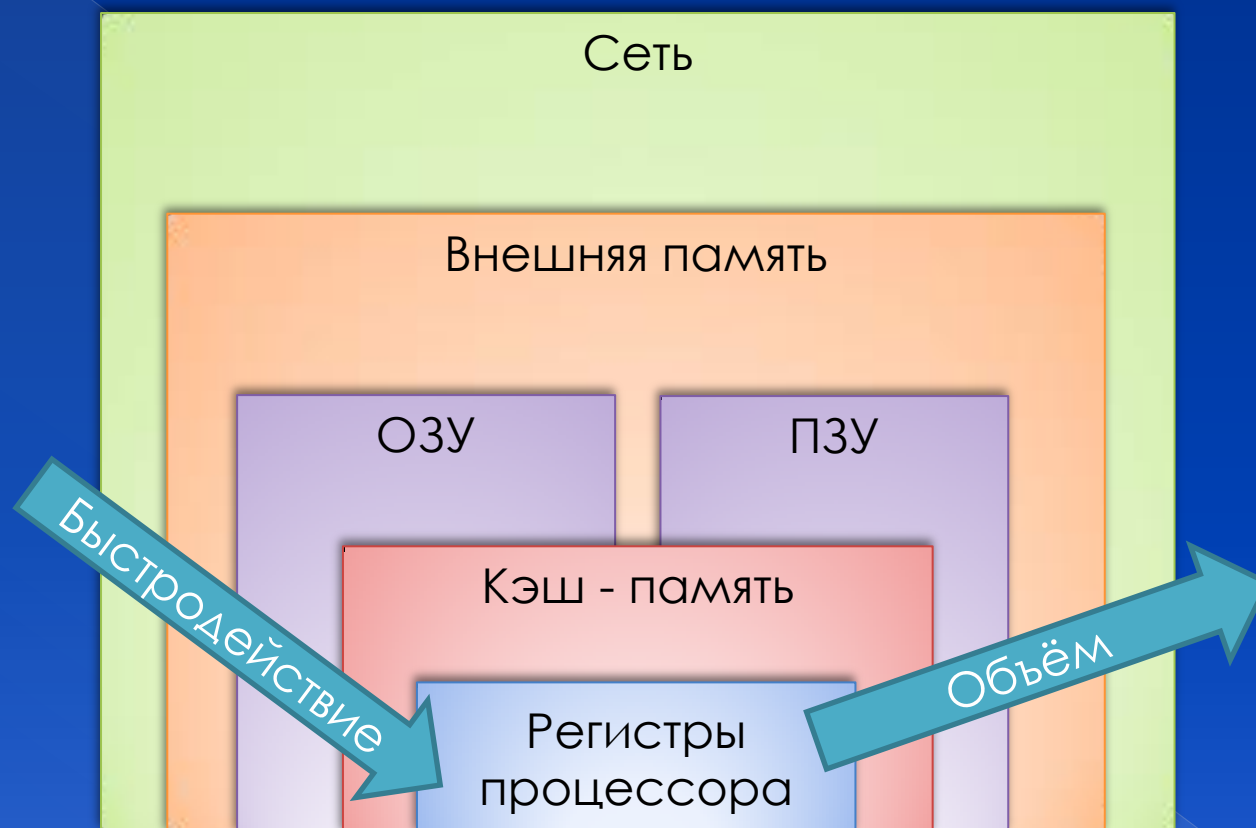 Сеть
Внешняя память
ОЗУ
ПЗУ
Быстродействие
Кэш - память
Объём
Регистры
процессора